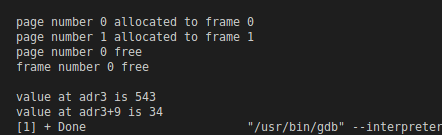 page number 0 allocated to frame 0
page number 1 allocated to frame 1
page number 0 free
frame number 0 free
value at adr3 is 543
value at adr3+9 is 34
[1] + Done "/usr/bin/gdb" --interpreter